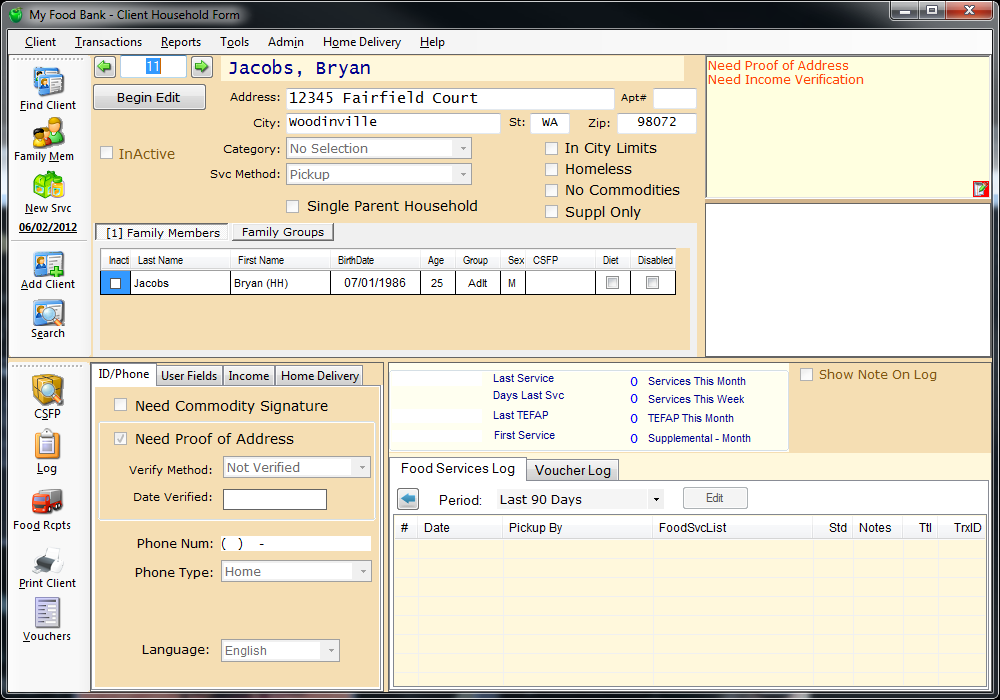 My Food Bank - Client Household Form
Client Transactions Reports Tools Admin Home Delivery Help
Find Client
Family Mem
New Srvc
06/02/2012
Add Client
Search
11 Jacobs, Bryan
Begin Edit Address: 12345 Fairfield Court Apt#
City: Woodinville St: WA Zip: 98072
InActive Category: No Selection In City Limits
Svc Method: Pickup Homeless
No Commodities
Single Parent Household Suppl Only
[1] Family Members Family Groups
Inacti Last Name First Name BirthDate Age Group Sex CSFP Diet Disabled
Jacobs Bryan (HH) 07/01/1986 25 Adlt M
Need Proof of Address
Need Income Verification
CSFP
Log
Food Rcpts
Print Client
Vouchers
ID/Phone User Fields Income Home Delivery
Need Commodity Signature
Need Proof of Address
Verify Method: Not Verified
Date Verified:
Phone Num: ( ) -
Phone Type: Home
Language: English
Last Service 0 Services This Month
Days Last Svc 0 Services This Week
Last TEFAP 0 TEFAP This Month
First Service 0 Supplemental - Month
Show Note On Log
Food Services Log Voucher Log
Period: Last 90 Days Edit
# Date Pickup By FoodSvcList Std Notes Ttl TrxID